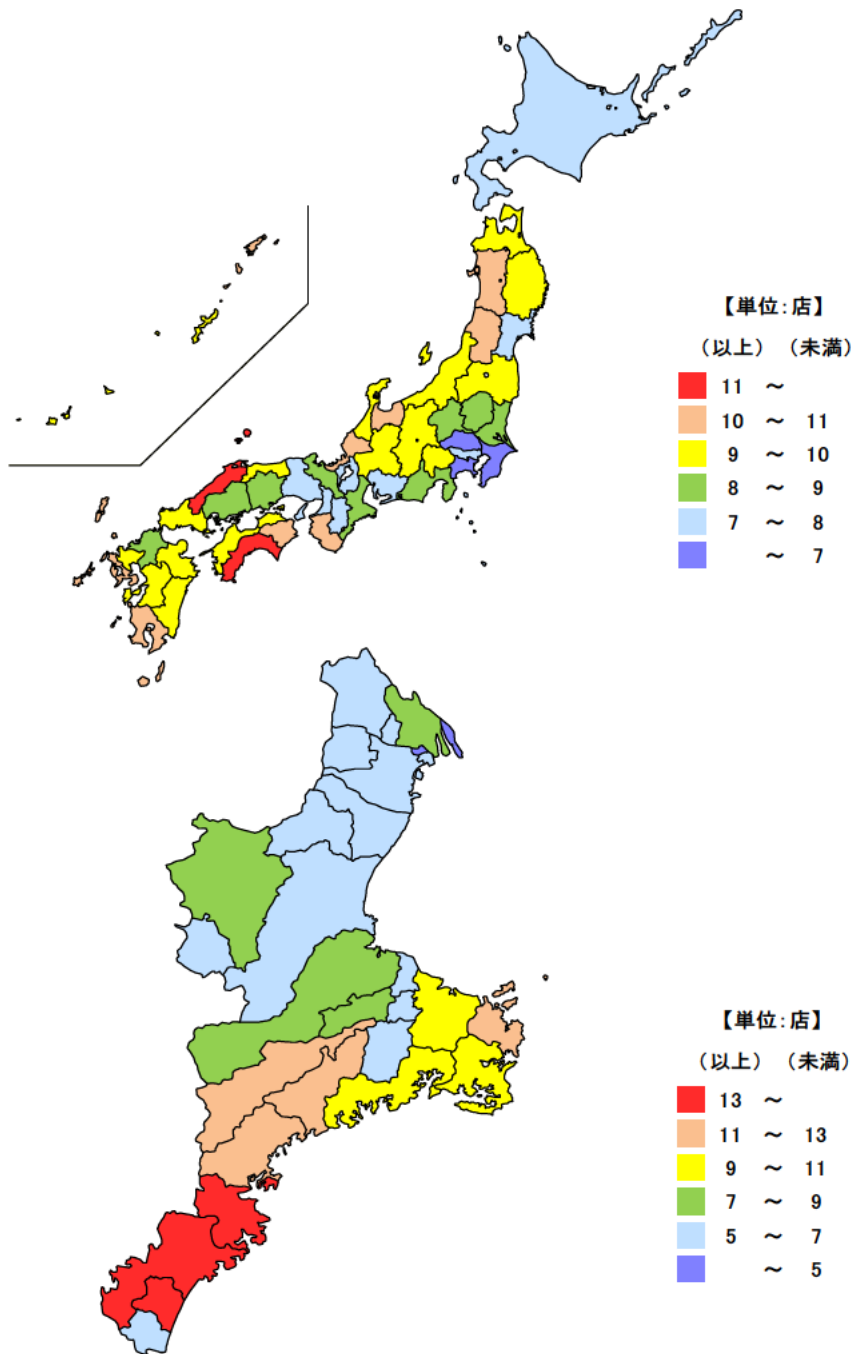 【単位:店】
（以上） （未満）
11 ～
10 ～ 11
9 ～ 10
8 ～ 9
7 ～ 8
～ 7
【単位:店】
（以上） （未満）
13 ～
11 ～ 13
9 ～ 11
7 ～ 9
5 ～ 7
～ 5